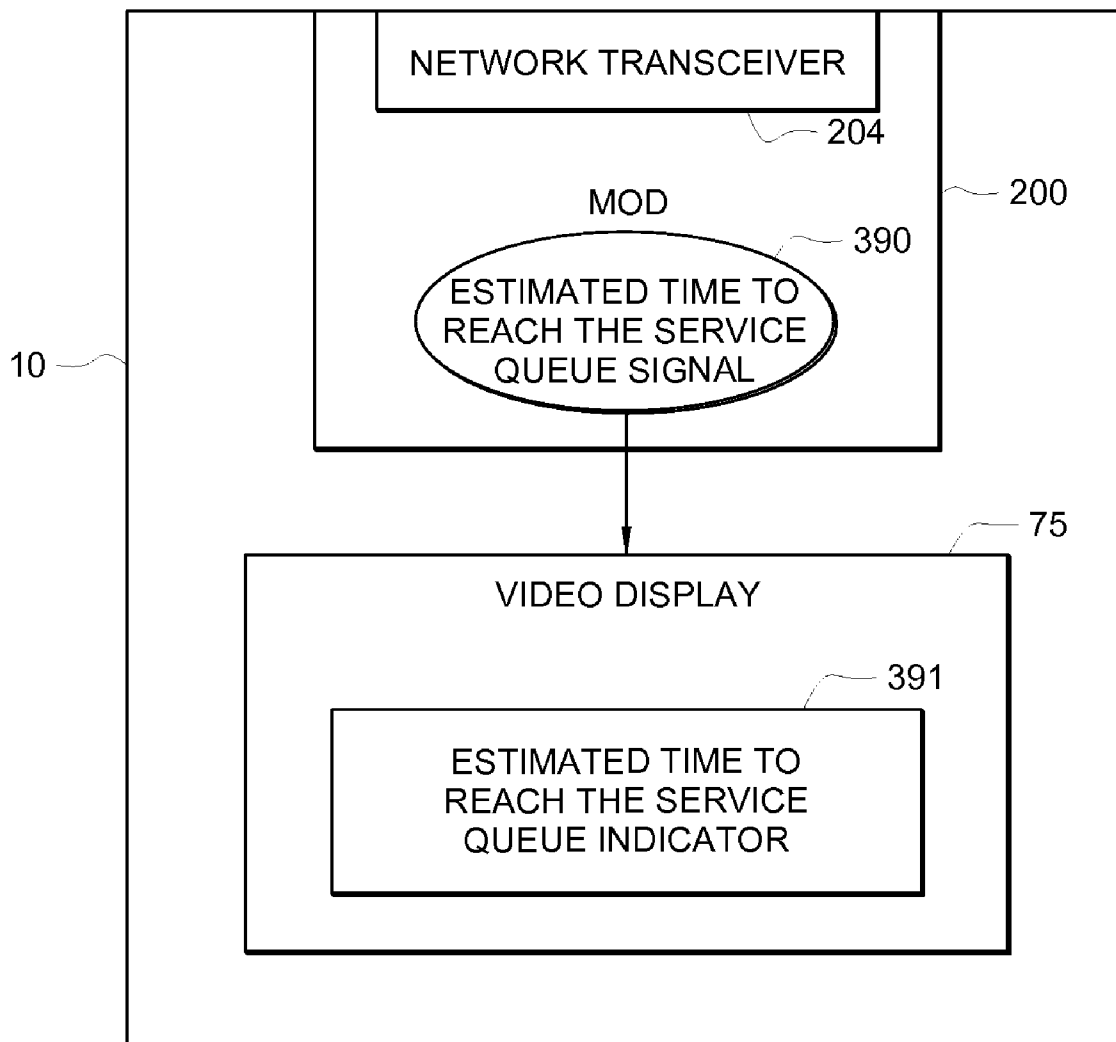 NETWORK TRANSCEIVER
204
200
MOD
390
ESTIMATED TIME TO
REACH THE SERVICE
QUEUE SIGNAL
10
75
VIDEO DISPLAY
391
ESTIMATED TIME TO
REACH THE SERVICE
QUEUE INDICATOR